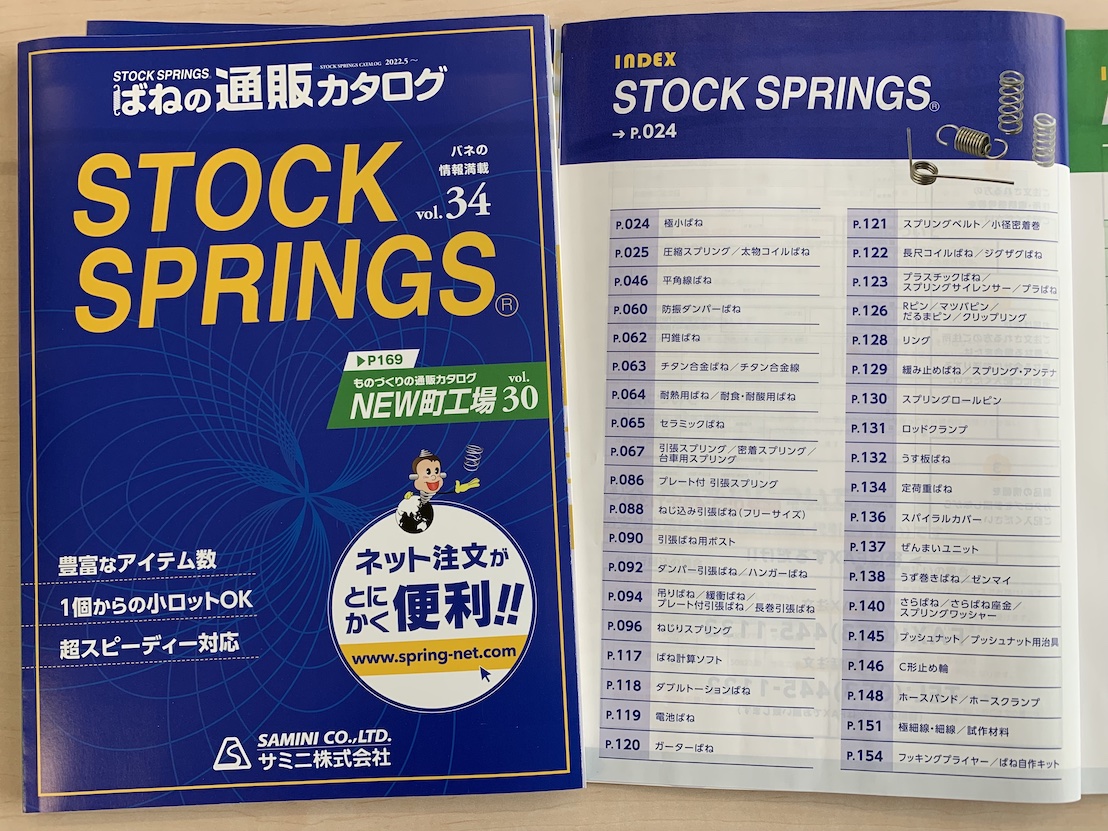 STOCK SPRINGS®
STOCK SPRINGS CATALOG 2022.5～
ばねの通販カタログ
バネの
情報満載
STOCK
vol.34
SPRINGS®
▶P169
ものづくりの通販カタログ
NEW町工場 vol.30
ネット注文が
とにかく便利!!
www.spring-net.com
豊富なアイテム数
1個からの小ロットOK
超スピーディー対応
SAMINI CO.,LTD.
サミニ株式会社
INDEX
STOCK SPRINGS®
→ P.024
P.024 極小ばね
P.025 圧縮スプリング／太物コイルばね
P.046 平角線ばね
P.060 防振ダンパーばね
P.062 円錐ばね
P.063 チタン合金ばね／チタン合金線
P.064 耐熱用ばね／耐食・耐酸用ばね
P.065 セラミックばね
P.067 引張スプリング／密着スプリング／
台車用スプリング
P.086 プレート付 引張スプリング
P.088 ねじ込み引張ばね（フリーサイズ）
P.090 引張ばね用ポスト
P.092 ダンパー引張ばね／ハンガーばね
P.094 吊りばね／緩衝ばね／
プレート付引張ばね／長巻引張ばね
P.096 ねじりスプリング
P.117 ばね計算ソフト
P.118 ダブルトーションばね
P.119 電池ばね
P.120 ガーターばね
P.121 スプリングベルト／小径密着巻
P.122 長尺コイルばね／ジグザグばね
P.123 プラスチックばね／
スプリングサイレンサー／プラばね
P.126 Rピン／マツバピン／
だるまピン／クリップリング
P.128 リング
P.129 緩み止めばね／スプリング・アンテナ
P.130 スプリングロールピン
P.131 ロッドクランプ
P.132 うす板ばね
P.134 定荷重ばね
P.136 スパイラルカバー
P.137 ぜんまいユニット
P.138 うず巻きばね／ゼンマイ
P.140 さらばね／さらばね座金／
スプリングワッシャー
P.145 プッシュナット／プッシュナット用治具
P.146 C形止め輪
P.148 ホースバンド／ホースクランプ
P.151 極細線・細線／試作材料
P.154 フッキングプライヤー／ばね自作キット